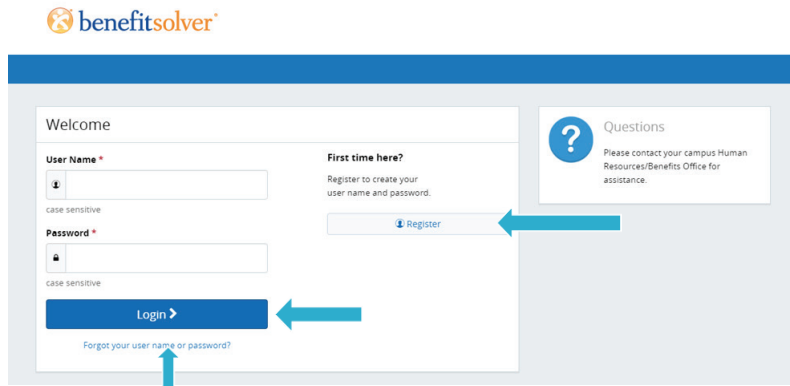 benefitsolver
Welcome
User Name *
case sensitive
Password *
case sensitive
Login
Forgot your user name or password?
First time here?
Register to create your
user name and password.
Register
Questions
Please contact your campus Human
Resources/Benefits Office for
assistance.